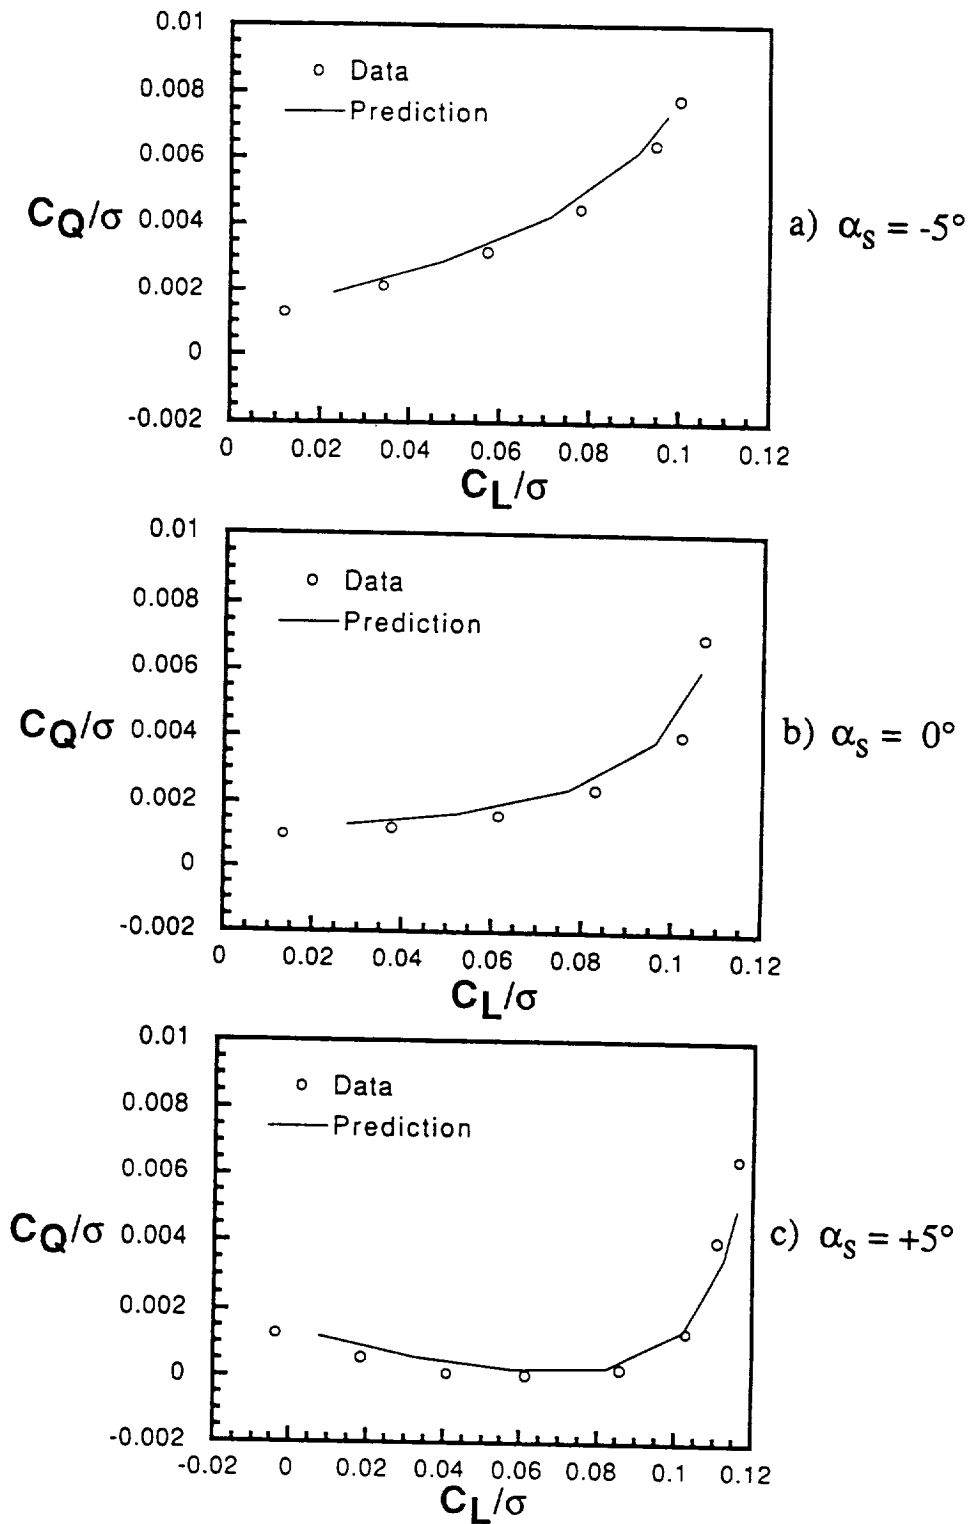 0.01
Data
0.008
Prediction
0.006
CQ/σ 0.004
a) αs = -5°
0.002
0
-0.002
0 0.02 0.04 0.06 0.08 0.1 0.12
CL/σ
0.01
Data
0.008
Prediction
0.006
CQ/σ 0.004
b) αs = 0°
0.002
0
-0.002
0 0.02 0.04 0.06 0.08 0.1 0.12
CL/σ
0.01
Data
0.008
Prediction
0.006
CQ/σ 0.004
c) αs = +5°
0.002
0
-0.002
-0.02 0 0.02 0.04 0.06 0.08 0.1 0.12
CL/σ